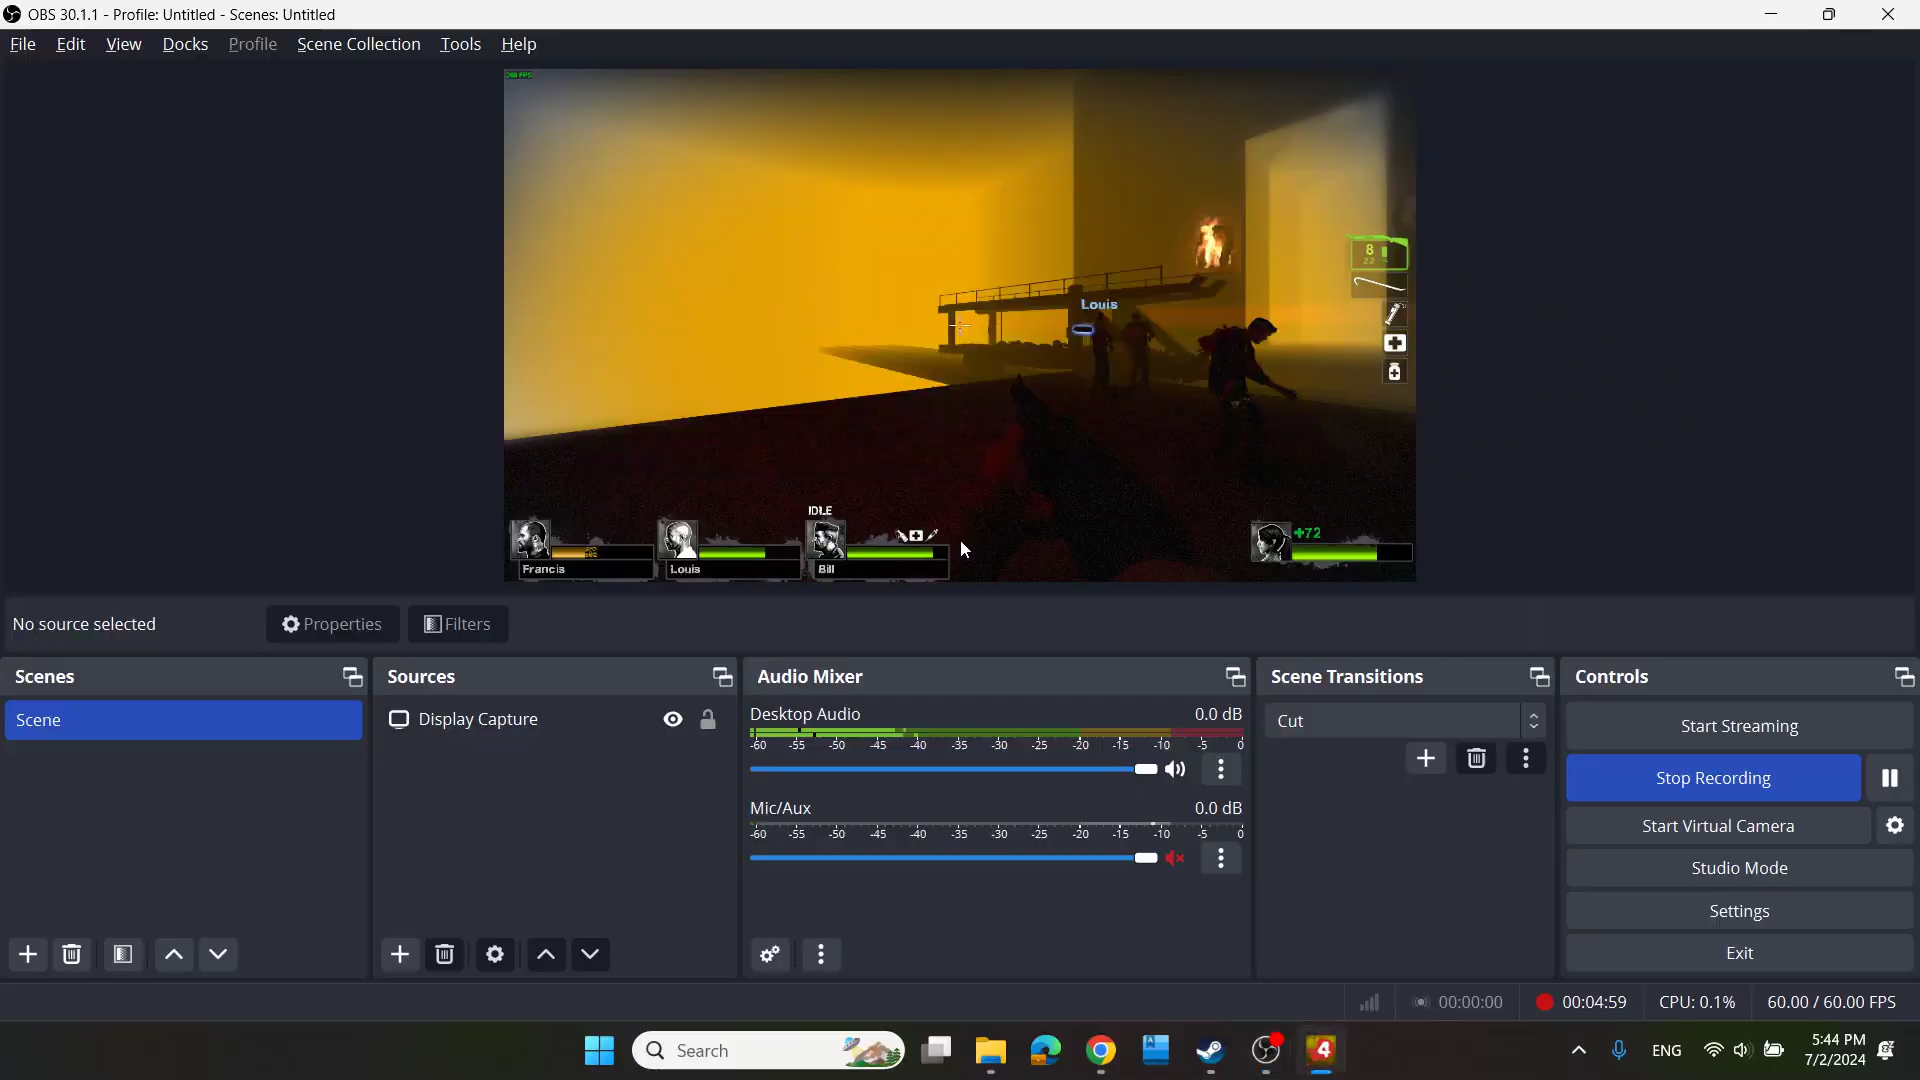 OBS 30.1.1 - Profile: Untitled - Scenes: Untitled
File Edit View Docks Profile Scene Collection Tools Help
268 FPS
8
22
Louis
IDLE
+72
Francis Louis Bill
No source selected Properties Filters
Scenes
Scene
Sources
Display Capture
Audio Mixer
Desktop Audio 0.0 dB
-60 -55 -50 -45 -40 -35 -30 -25 -20 -15 -10 -5 0
Mic/Aux 0.0 dB
-60 -55 -50 -45 -40 -35 -30 -25 -20 -15 -10 -5 0
Scene Transitions
Cut
Controls
Start Streaming
Stop Recording
Start Virtual Camera
Studio Mode
Settings
Exit
00:00:00 00:04:59 CPU: 0.1% 60.00 / 60.00 FPS
Search
4
ENG
5:44 PM
7/2/2024